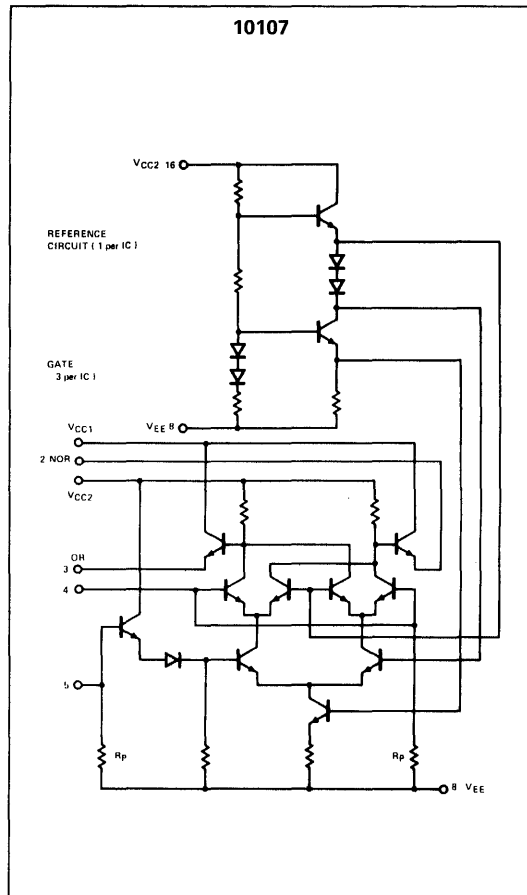 10107
VCC2 16
REFERENCE
CIRCUIT ( 1 per IC )
GATE
3 per IC )
VEE 8
VCC1
2 NOR
VCC2
OR
3
4
5
RP
RP
8 VEE